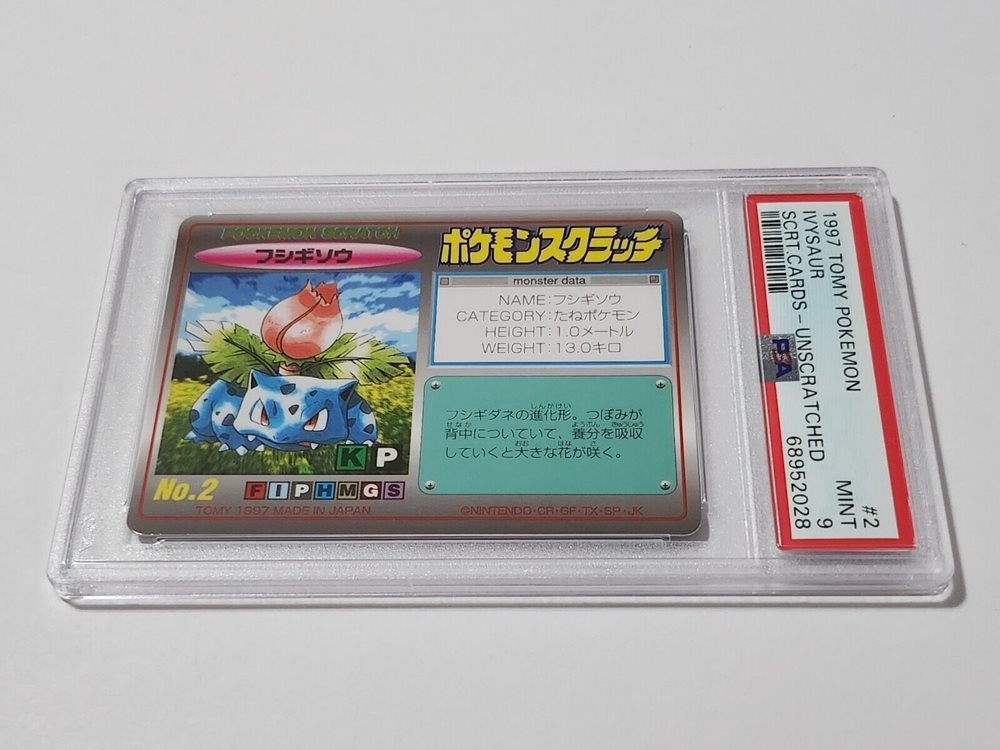 POCKEMON SCRATCH
フシギソウ
K P
No.2
F I P H M G S
TOMY 1997 MADE IN JAPAN
ポケモンスクラッチ
monster data
NAME:フシギソウ
CATEGORY:たねポケモン
HEIGHT:1.0メートル
WEIGHT:13.0キロ
しんかけい
フシギダネの進化形。つぼみが
せなか ようぶん きゅうしゅう
背中についていて、養分を吸収
おお はな さ
していくと大きな花が咲く。
©NINTENDO・CR・GF・TX・SP・JK
1997 TOMY POKEMON #2
IVYSAUR MINT
SCRT.CARDS-UNSCRATCHED 9
PSA 68952028